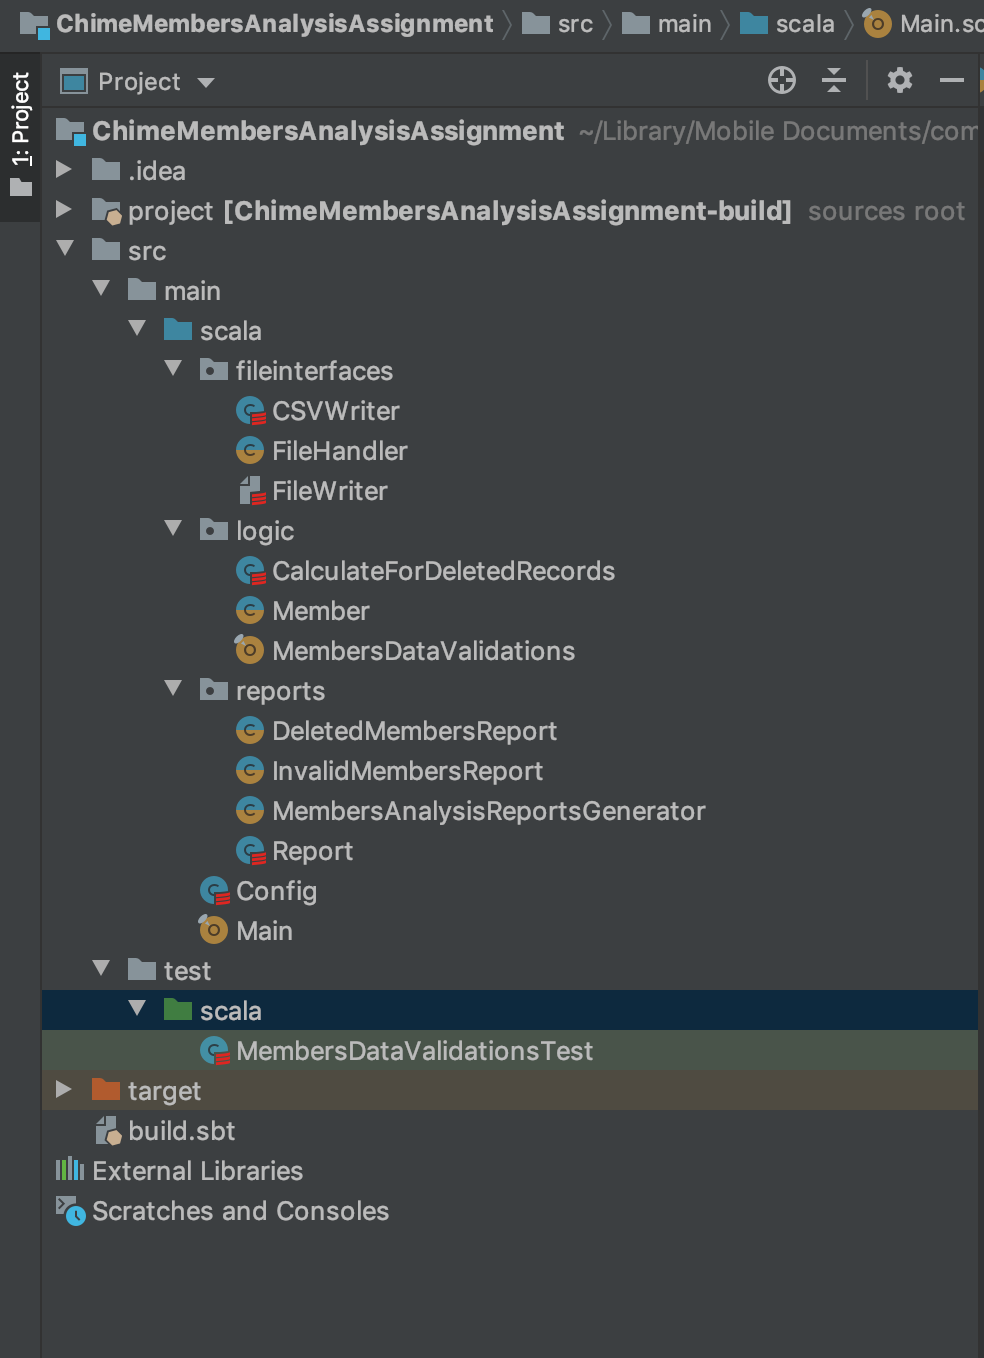 ChimeMembersAnalysisAssignment src main scala Main.sc
1: Project
Project
ChimeMembersAnalysisAssignment ~/Library/Mobile Documents/com
.idea
project [ChimeMembersAnalysisAssignment-build] sources root
src
main
scala
fileinterfaces
CSVWriter
FileHandler
FileWriter
logic
CalculateForDeletedRecords
Member
MembersDataValidations
reports
DeletedMembersReport
InvalidMembersReport
MembersAnalysisReportsGenerator
Report
Config
Main
test
scala
MembersDataValidationsTest
target
build.sbt
External Libraries
Scratches and Consoles